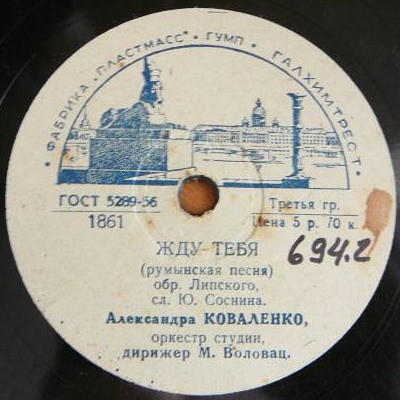 • ФАБРИКА „ПЛАСТМАСС" • ГУМП • ГАЛХИМТРЕСТ •
ГОСТ 5289-56
1861
Третья гр.
Цена 5 р. 70 к.
694.2
ЖДУ ТЕБЯ
(румынская песня)
обр. Липского,
сл. Ю. Соснина.
Александра КОВАЛЕНКО,
оркестр студии,
дирижер М. Воловац.